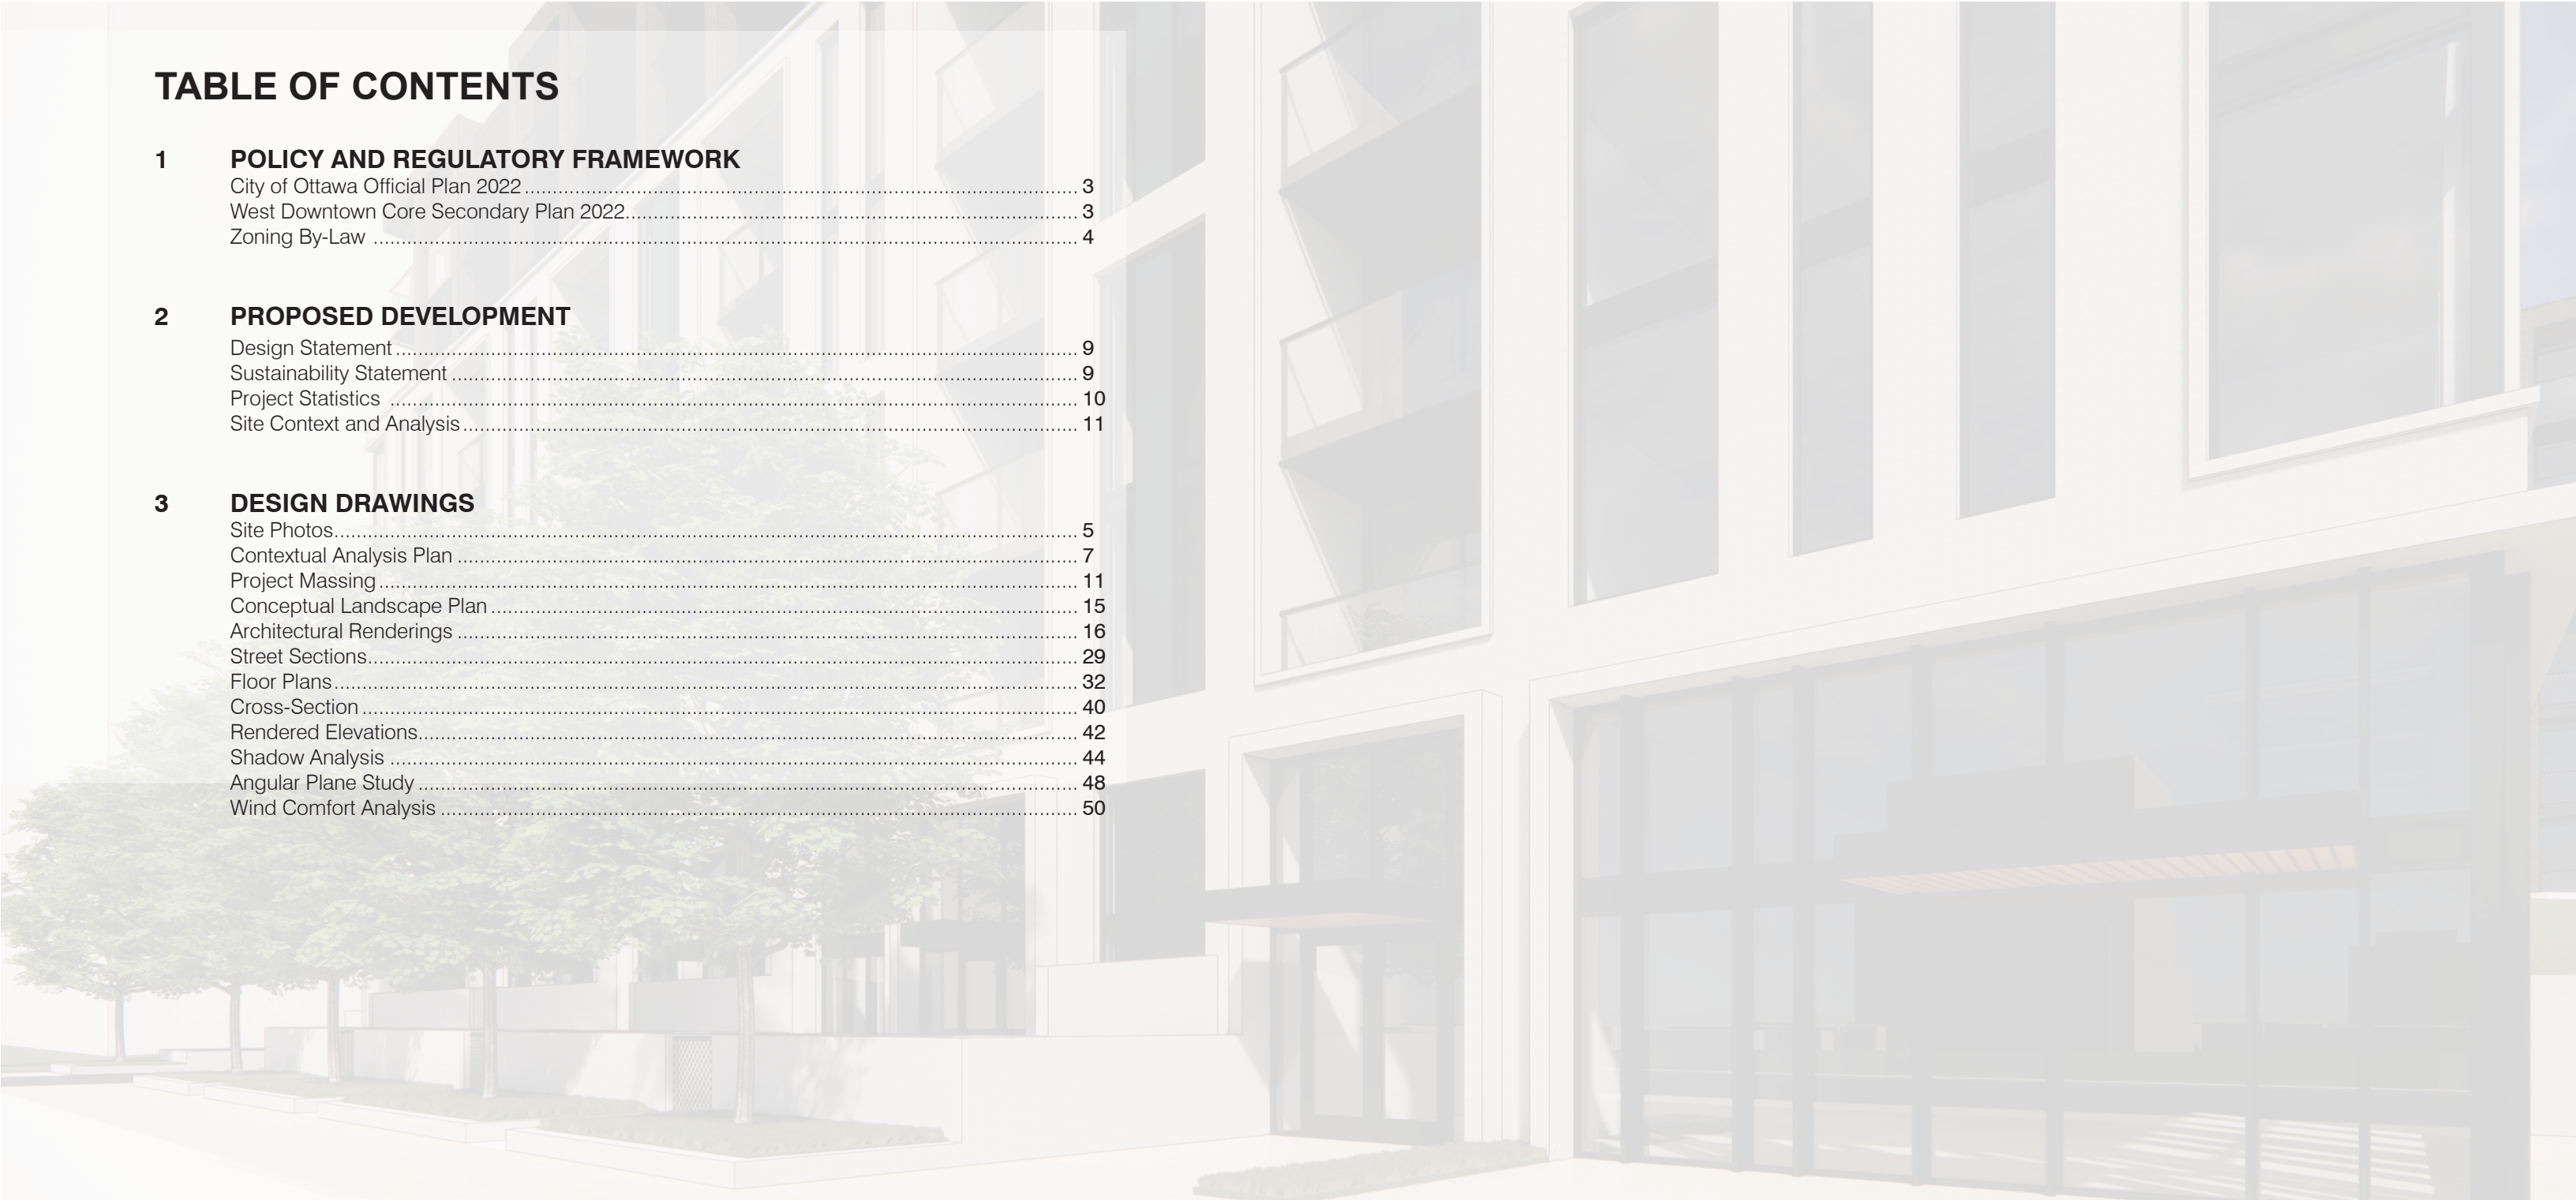 TABLE OF CONTENTS
1 POLICY AND REGULATORY FRAMEWORK
City of Ottawa Official Plan 2022 3
West Downtown Core Secondary Plan 2022 3
Zoning By-Law 4
2 PROPOSED DEVELOPMENT
Design Statement 9
Sustainability Statement 9
Project Statistics 10
Site Context and Analysis 11
3 DESIGN DRAWINGS
Site Photos 5
Contextual Analysis Plan 7
Project Massing 11
Conceptual Landscape Plan 15
Architectural Renderings 16
Street Sections 29
Floor Plans 32
Cross-Section 40
Rendered Elevations 42
Shadow Analysis 44
Angular Plane Study 48
Wind Comfort Analysis 50